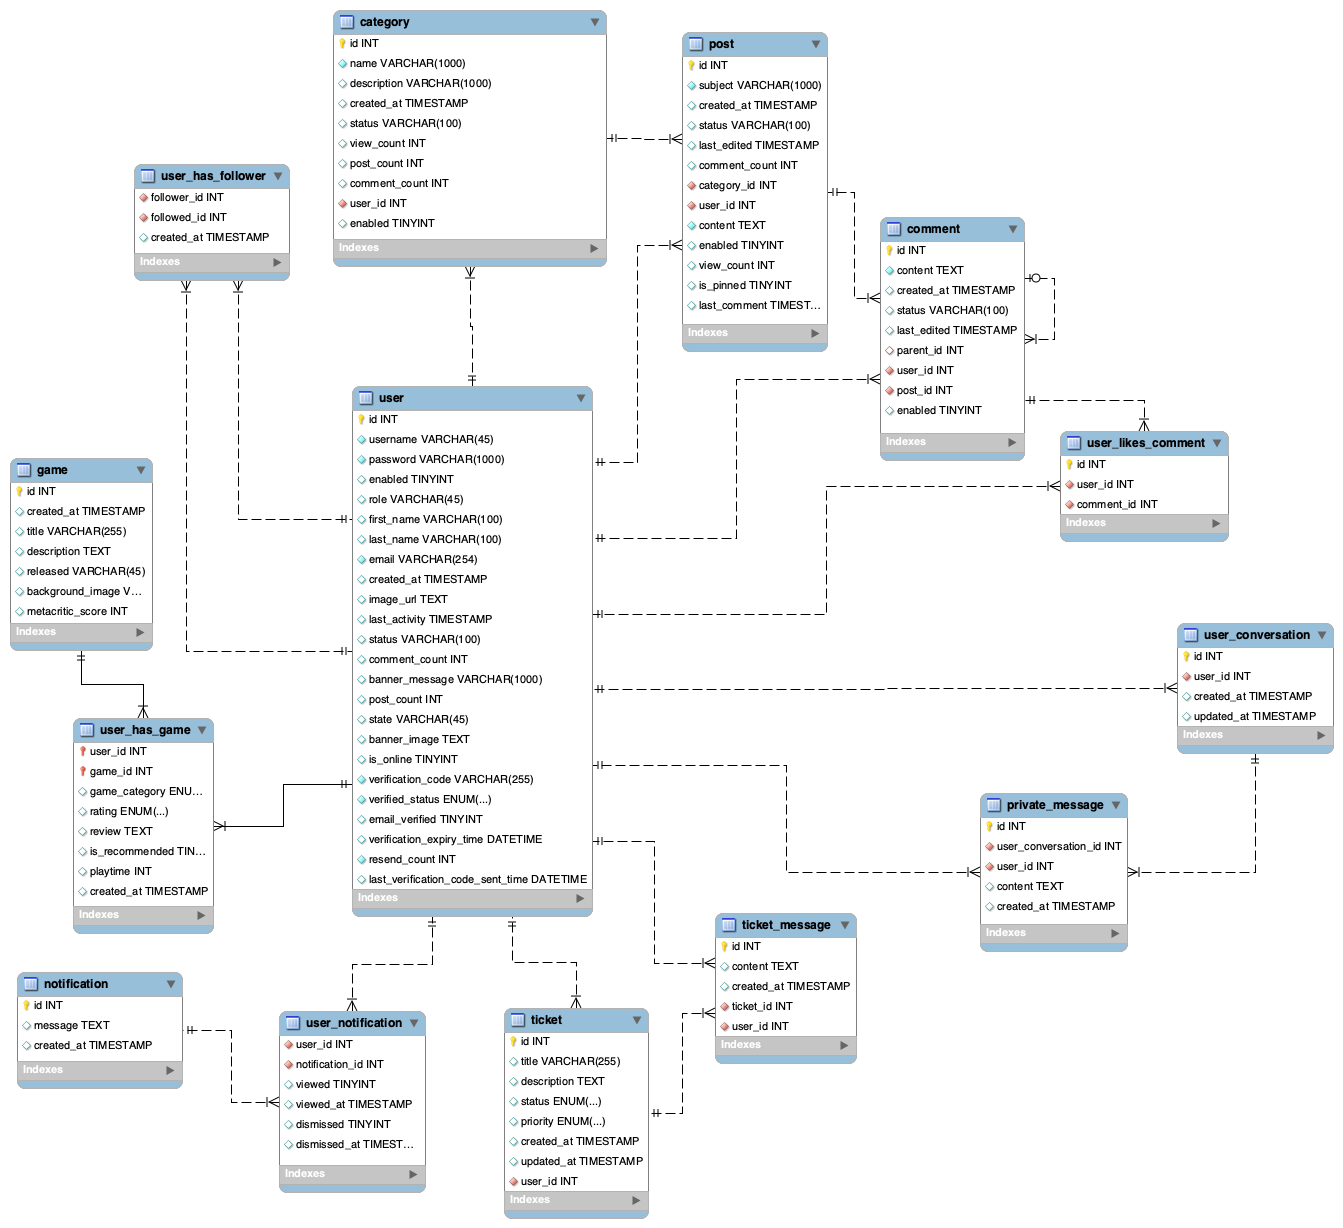 category
id INT
name VARCHAR(1000)
description VARCHAR(1000)
created_at TIMESTAMP
status VARCHAR(100)
view_count INT
post_count INT
comment_count INT
user_id INT
enabled TINYINT
Indexes
post
id INT
subject VARCHAR(1000)
created_at TIMESTAMP
status VARCHAR(100)
last_edited TIMESTAMP
comment_count INT
category_id INT
user_id INT
content TEXT
enabled TINYINT
view_count INT
is_pinned TINYINT
last_comment TIMEST...
Indexes
user_has_follower
follower_id INT
followed_id INT
created_at TIMESTAMP
Indexes
comment
id INT
content TEXT
created_at TIMESTAMP
status VARCHAR(100)
last_edited TIMESTAMP
parent_id INT
user_id INT
post_id INT
enabled TINYINT
Indexes
user
id INT
username VARCHAR(45)
password VARCHAR(1000)
enabled TINYINT
role VARCHAR(45)
first_name VARCHAR(100)
last_name VARCHAR(100)
email VARCHAR(254)
created_at TIMESTAMP
image_url TEXT
last_activity TIMESTAMP
status VARCHAR(100)
comment_count INT
banner_message VARCHAR(1000)
post_count INT
state VARCHAR(45)
banner_image TEXT
is_online TINYINT
verification_code VARCHAR(255)
verified_status ENUM(...)
email_verified TINYINT
verification_expiry_time DATETIME
resend_count INT
last_verification_code_sent_time DATETIME
Indexes
user_likes_comment
id INT
user_id INT
comment_id INT
Indexes
game
id INT
created_at TIMESTAMP
title VARCHAR(255)
description TEXT
released VARCHAR(45)
background_image V...
metacritic_score INT
Indexes
user_conversation
id INT
user_id INT
created_at TIMESTAMP
updated_at TIMESTAMP
Indexes
user_has_game
user_id INT
game_id INT
game_category ENU...
rating ENUM(...)
review TEXT
is_recommended TIN...
playtime INT
created_at TIMESTAMP
Indexes
private_message
id INT
user_conversation_id INT
user_id INT
content TEXT
created_at TIMESTAMP
Indexes
ticket_message
id INT
content TEXT
created_at TIMESTAMP
ticket_id INT
user_id INT
Indexes
notification
id INT
message TEXT
created_at TIMESTAMP
Indexes
user_notification
user_id INT
notification_id INT
viewed TINYINT
viewed_at TIMESTAMP
dismissed TINYINT
dismissed_at TIMEST...
Indexes
ticket
id INT
title VARCHAR(255)
description TEXT
status ENUM(...)
priority ENUM(...)
created_at TIMESTAMP
updated_at TIMESTAMP
user_id INT
Indexes